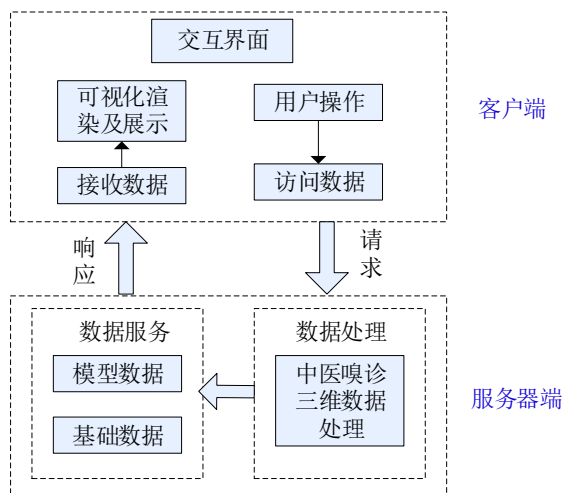 交互界面
可视化渲
染及展示
用户操作
客户端
接收数据
访问数据
响
应
请
求
数据服务
数据处理
模型数据
中医嗅诊
三维数据
处理
基础数据
服务器端